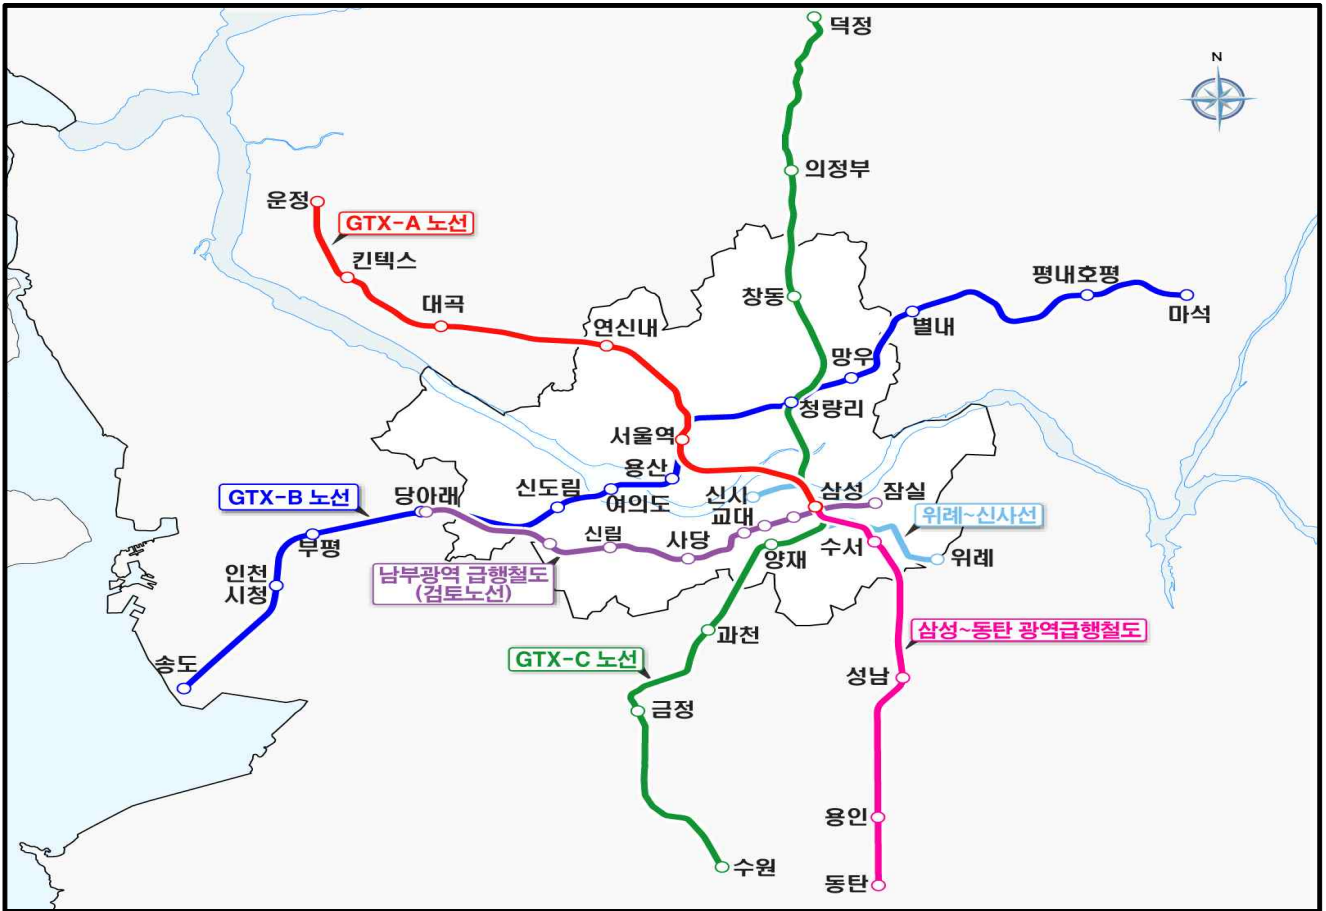 덕정
N
의정부
운정
GTX-A 노선
킨텍스
평내호평
창동
대곡
마석
별내
연신내
망우
청량리
서울역
용산
삼성
잠실
신도림
GTX-B 노선
당아래
여의도
신시
교대
위례~신사선
신림
사당
부평
수서
양재
위례
인천
시청
남부광역 급행철도
(검토노선)
과천
삼성~동탄 광역급행철도
GTX-C 노선
송도
성남
금정
용인
수원
동탄